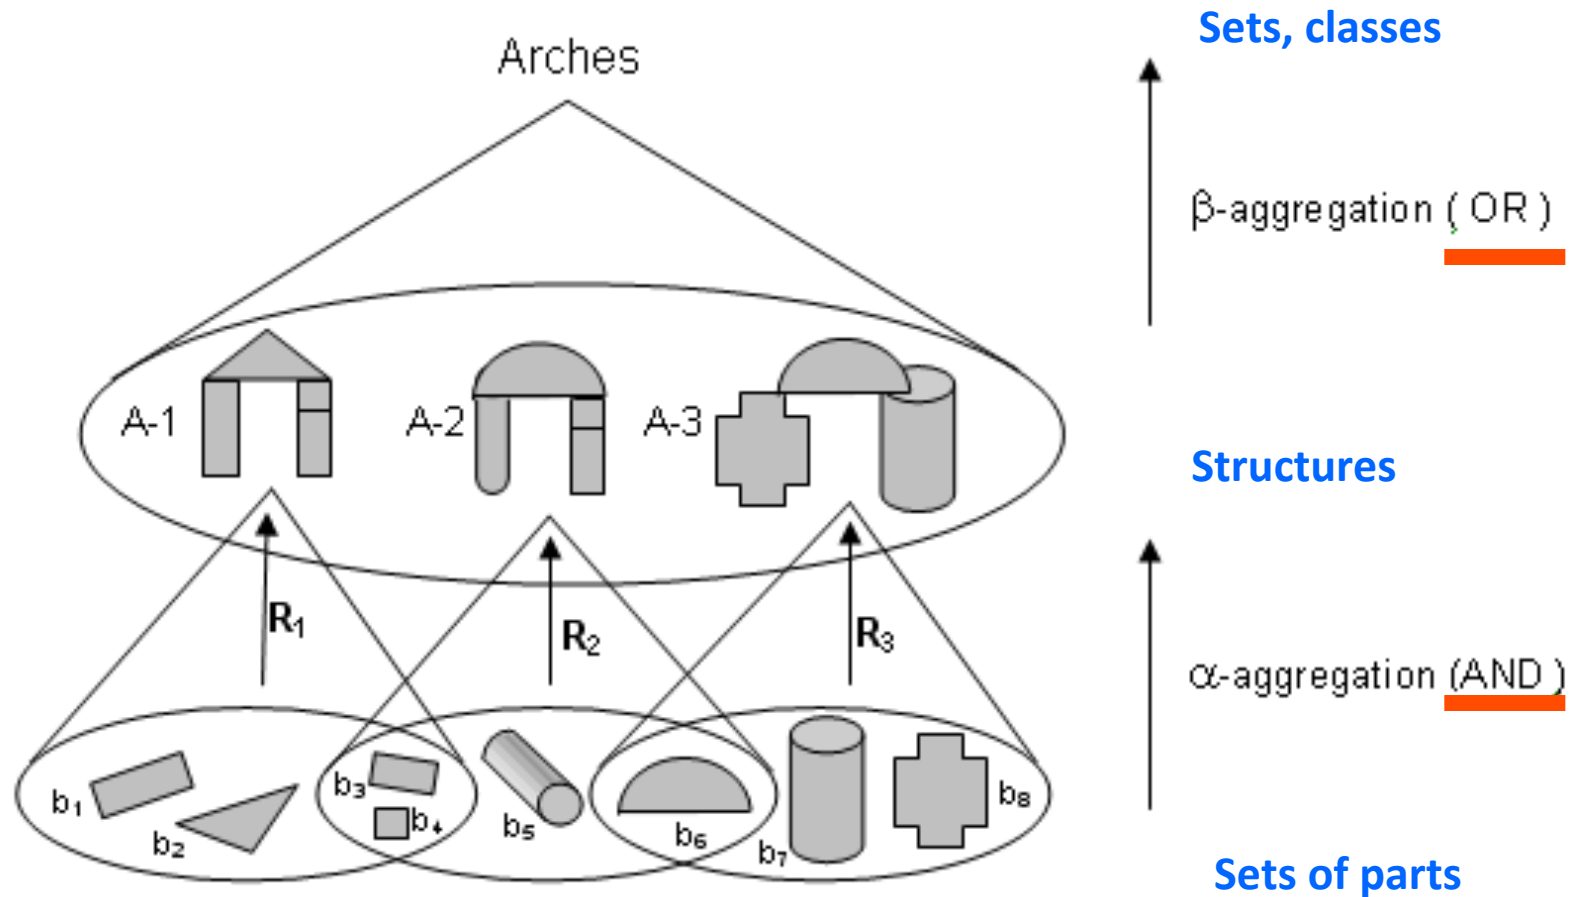 Sets, classes
Arches
β-aggregation ( OR )
A-1
A-2
A-3
Structures
R₁
R₂
R₃
α-aggregation (AND )
b₁
b₂
b₃
b₄
b₅
b₆
b₇
b₈
Sets of parts